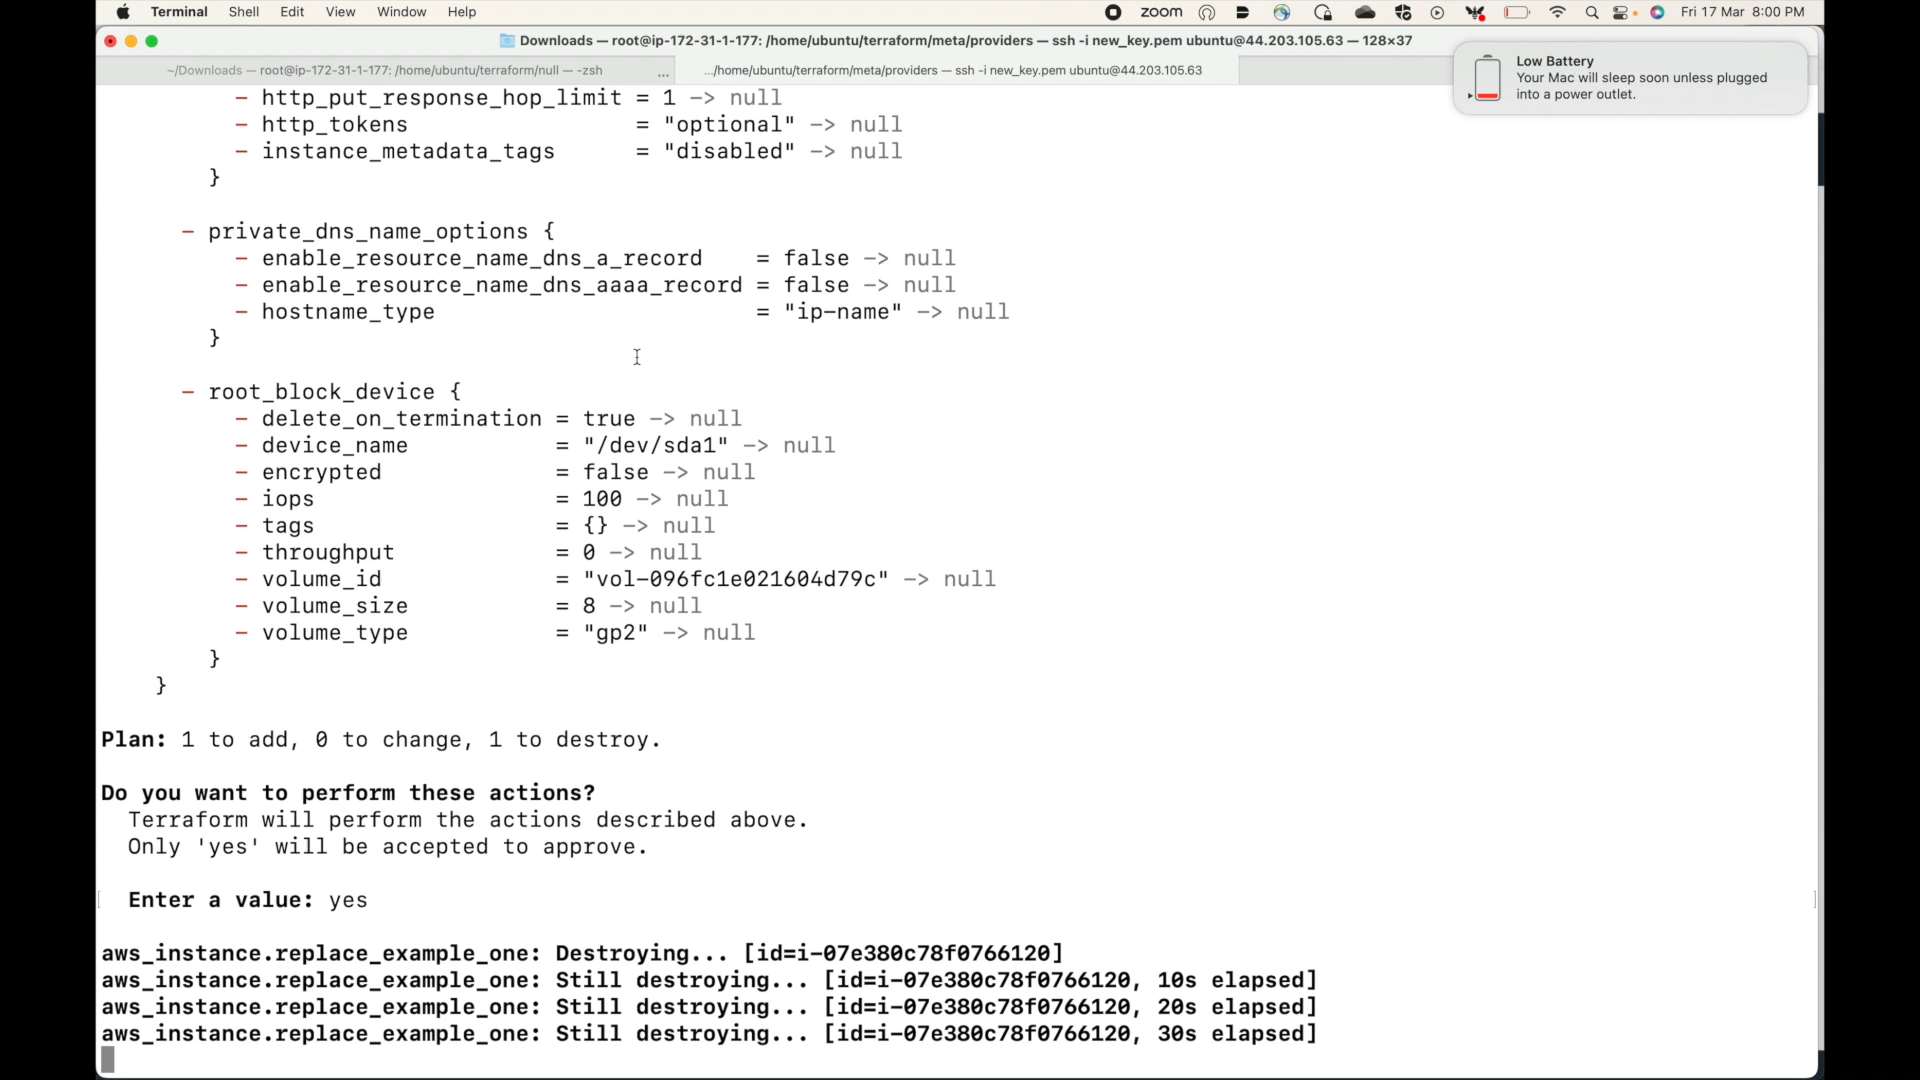 Terminal Shell Edit View Window Help zoom Fri 17 Mar 8:00 PM
Downloads — root@ip-172-31-1-177: /home/ubuntu/terraform/meta/providers — ssh -i new_key.pem ubuntu@44.203.105.63 — 128×37
~/Downloads — root@ip-172-31-1-177: /home/ubuntu/terraform/null — -zsh ... .../home/ubuntu/terraform/meta/providers — ssh -i new_key.pem ubuntu@44.203.105.63
Low Battery
Your Mac will sleep soon unless plugged
into a power outlet.
- http_put_response_hop_limit = 1 -> null
- http_tokens = "optional" -> null
- instance_metadata_tags = "disabled" -> null
}
- private_dns_name_options {
- enable_resource_name_dns_a_record = false -> null
- enable_resource_name_dns_aaaa_record = false -> null
- hostname_type = "ip-name" -> null
}
- root_block_device {
- delete_on_termination = true -> null
- device_name = "/dev/sda1" -> null
- encrypted = false -> null
- iops = 100 -> null
- tags = {} -> null
- throughput = 0 -> null
- volume_id = "vol-096fc1e021604d79c" -> null
- volume_size = 8 -> null
- volume_type = "gp2" -> null
}
}
Plan: 1 to add, 0 to change, 1 to destroy.
Do you want to perform these actions?
Terraform will perform the actions described above.
Only 'yes' will be accepted to approve.
Enter a value: yes
aws_instance.replace_example_one: Destroying... [id=i-07e380c78f0766120]
aws_instance.replace_example_one: Still destroying... [id=i-07e380c78f0766120, 10s elapsed]
aws_instance.replace_example_one: Still destroying... [id=i-07e380c78f0766120, 20s elapsed]
aws_instance.replace_example_one: Still destroying... [id=i-07e380c78f0766120, 30s elapsed]